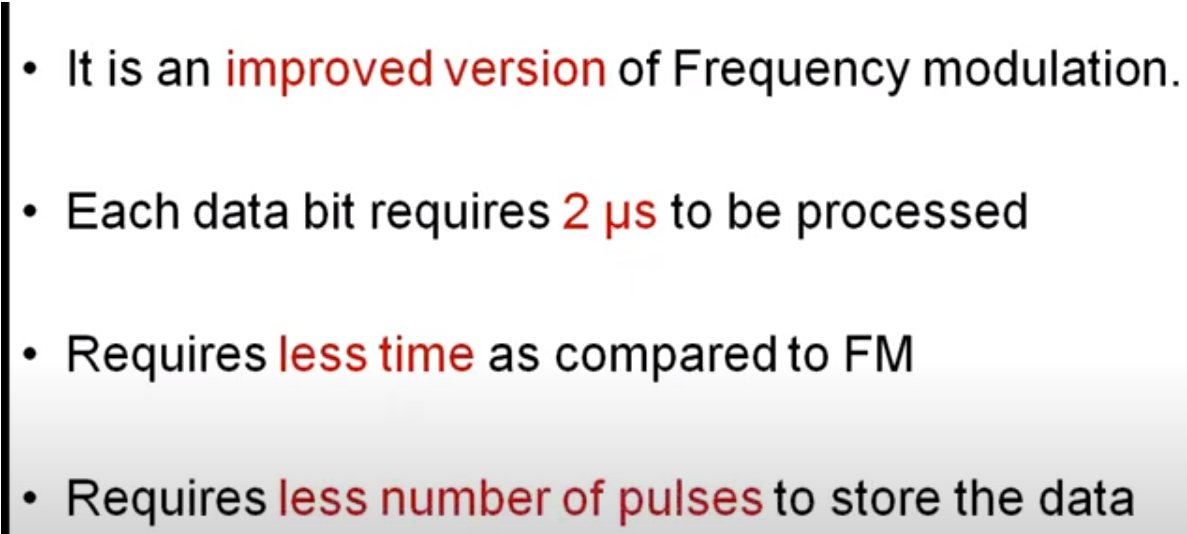 • It is an improved version of Frequency modulation.
• Each data bit requires 2 µs to be processed
• Requires less time as compared to FM
• Requires less number of pulses to store the data